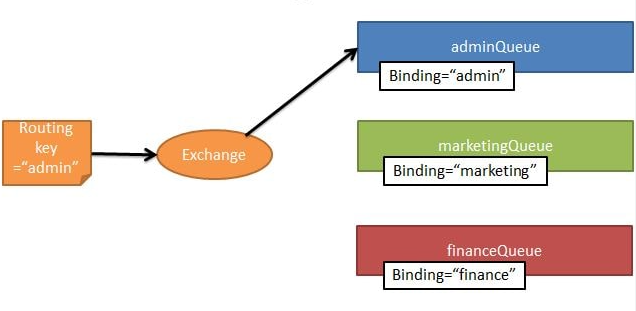 Routing
key
="admin"
Exchange
adminQueue
Binding="admin"
marketingQueue
Binding="marketing"
financeQueue
Binding="finance"